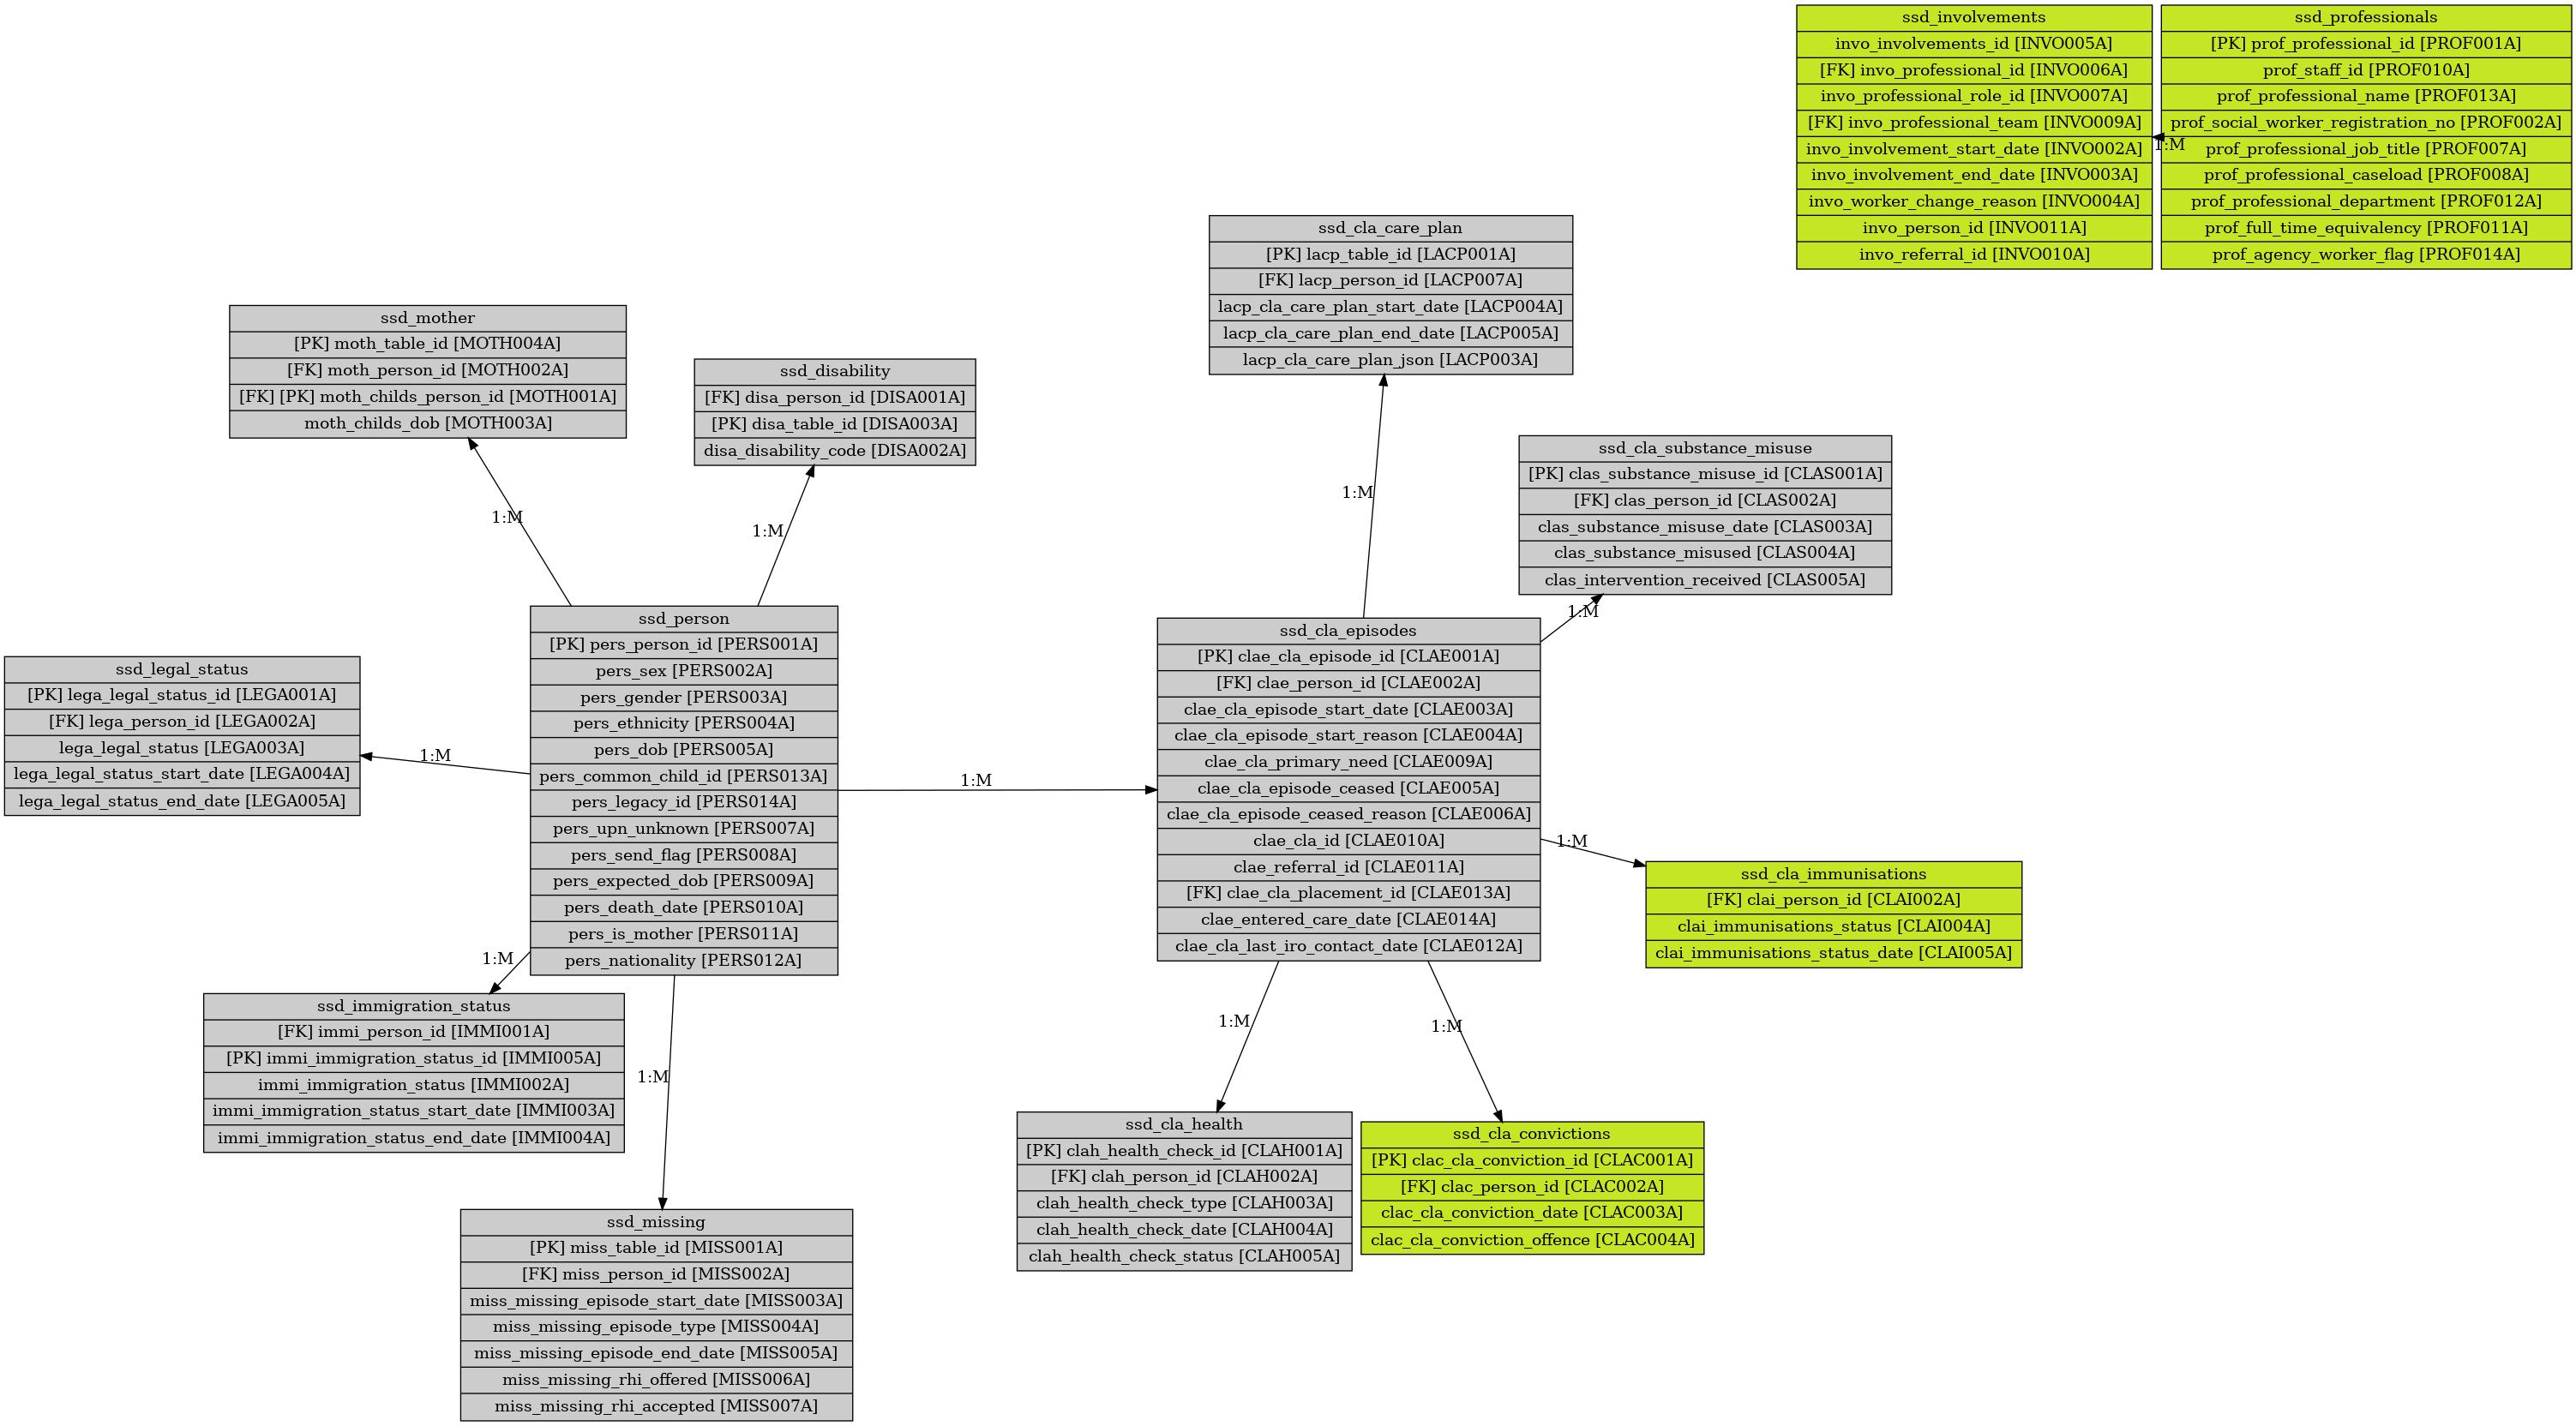 ssd_involvements
invo_involvements_id [INVO005A]
[FK] invo_professional_id [INVO006A]
invo_professional_role_id [INVO007A]
[FK] invo_professional_team [INVO009A]
invo_involvement_start_date [INVO002A]
invo_involvement_end_date [INVO003A]
invo_worker_change_reason [INVO004A]
invo_person_id [INVO011A]
invo_referral_id [INVO010A]
1:M
ssd_professionals
[PK] prof_professional_id [PROF001A]
prof_staff_id [PROF010A]
prof_professional_name [PROF013A]
prof_social_worker_registration_no [PROF002A]
prof_professional_job_title [PROF007A]
prof_professional_caseload [PROF008A]
prof_professional_department [PROF012A]
prof_full_time_equivalency [PROF011A]
prof_agency_worker_flag [PROF014A]
ssd_cla_care_plan
[PK] lacp_table_id [LACP001A]
[FK] lacp_person_id [LACP007A]
lacp_cla_care_plan_start_date [LACP004A]
lacp_cla_care_plan_end_date [LACP005A]
lacp_cla_care_plan_json [LACP003A]
ssd_mother
[PK] moth_table_id [MOTH004A]
[FK] moth_person_id [MOTH002A]
[FK] [PK] moth_childs_person_id [MOTH001A]
moth_childs_dob [MOTH003A]
ssd_disability
[FK] disa_person_id [DISA001A]
[PK] disa_table_id [DISA003A]
disa_disability_code [DISA002A]
ssd_cla_substance_misuse
[PK] clas_substance_misuse_id [CLAS001A]
[FK] clas_person_id [CLAS002A]
clas_substance_misuse_date [CLAS003A]
clas_substance_misused [CLAS004A]
clas_intervention_received [CLAS005A]
1:M
1:M
1:M
1:M
ssd_person
[PK] pers_person_id [PERS001A]
pers_sex [PERS002A]
pers_gender [PERS003A]
pers_ethnicity [PERS004A]
pers_dob [PERS005A]
pers_common_child_id [PERS013A]
pers_legacy_id [PERS014A]
pers_upn_unknown [PERS007A]
pers_send_flag [PERS008A]
pers_expected_dob [PERS009A]
pers_death_date [PERS010A]
pers_is_mother [PERS011A]
pers_nationality [PERS012A]
ssd_cla_episodes
[PK] clae_cla_episode_id [CLAE001A]
[FK] clae_person_id [CLAE002A]
clae_cla_episode_start_date [CLAE003A]
clae_cla_episode_start_reason [CLAE004A]
clae_cla_primary_need [CLAE009A]
clae_cla_episode_ceased [CLAE005A]
clae_cla_episode_ceased_reason [CLAE006A]
clae_cla_id [CLAE010A]
clae_referral_id [CLAE011A]
[FK] clae_cla_placement_id [CLAE013A]
clae_entered_care_date [CLAE014A]
clae_cla_last_iro_contact_date [CLAE012A]
ssd_legal_status
[PK] lega_legal_status_id [LEGA001A]
[FK] lega_person_id [LEGA002A]
lega_legal_status [LEGA003A]
lega_legal_status_start_date [LEGA004A]
lega_legal_status_end_date [LEGA005A]
1:M
1:M
1:M
ssd_cla_immunisations
[FK] clai_person_id [CLAI002A]
clai_immunisations_status [CLAI004A]
clai_immunisations_status_date [CLAI005A]
1:M
ssd_immigration_status
[FK] immi_person_id [IMMI001A]
[PK] immi_immigration_status_id [IMMI005A]
immi_immigration_status [IMMI002A]
immi_immigration_status_start_date [IMMI003A]
immi_immigration_status_end_date [IMMI004A]
1:M
1:M
1:M
ssd_cla_health
[PK] clah_health_check_id [CLAH001A]
[FK] clah_person_id [CLAH002A]
clah_health_check_type [CLAH003A]
clah_health_check_date [CLAH004A]
clah_health_check_status [CLAH005A]
ssd_cla_convictions
[PK] clac_cla_conviction_id [CLAC001A]
[FK] clac_person_id [CLAC002A]
clac_cla_conviction_date [CLAC003A]
clac_cla_conviction_offence [CLAC004A]
ssd_missing
[PK] miss_table_id [MISS001A]
[FK] miss_person_id [MISS002A]
miss_missing_episode_start_date [MISS003A]
miss_missing_episode_type [MISS004A]
miss_missing_episode_end_date [MISS005A]
miss_missing_rhi_offered [MISS006A]
miss_missing_rhi_accepted [MISS007A]